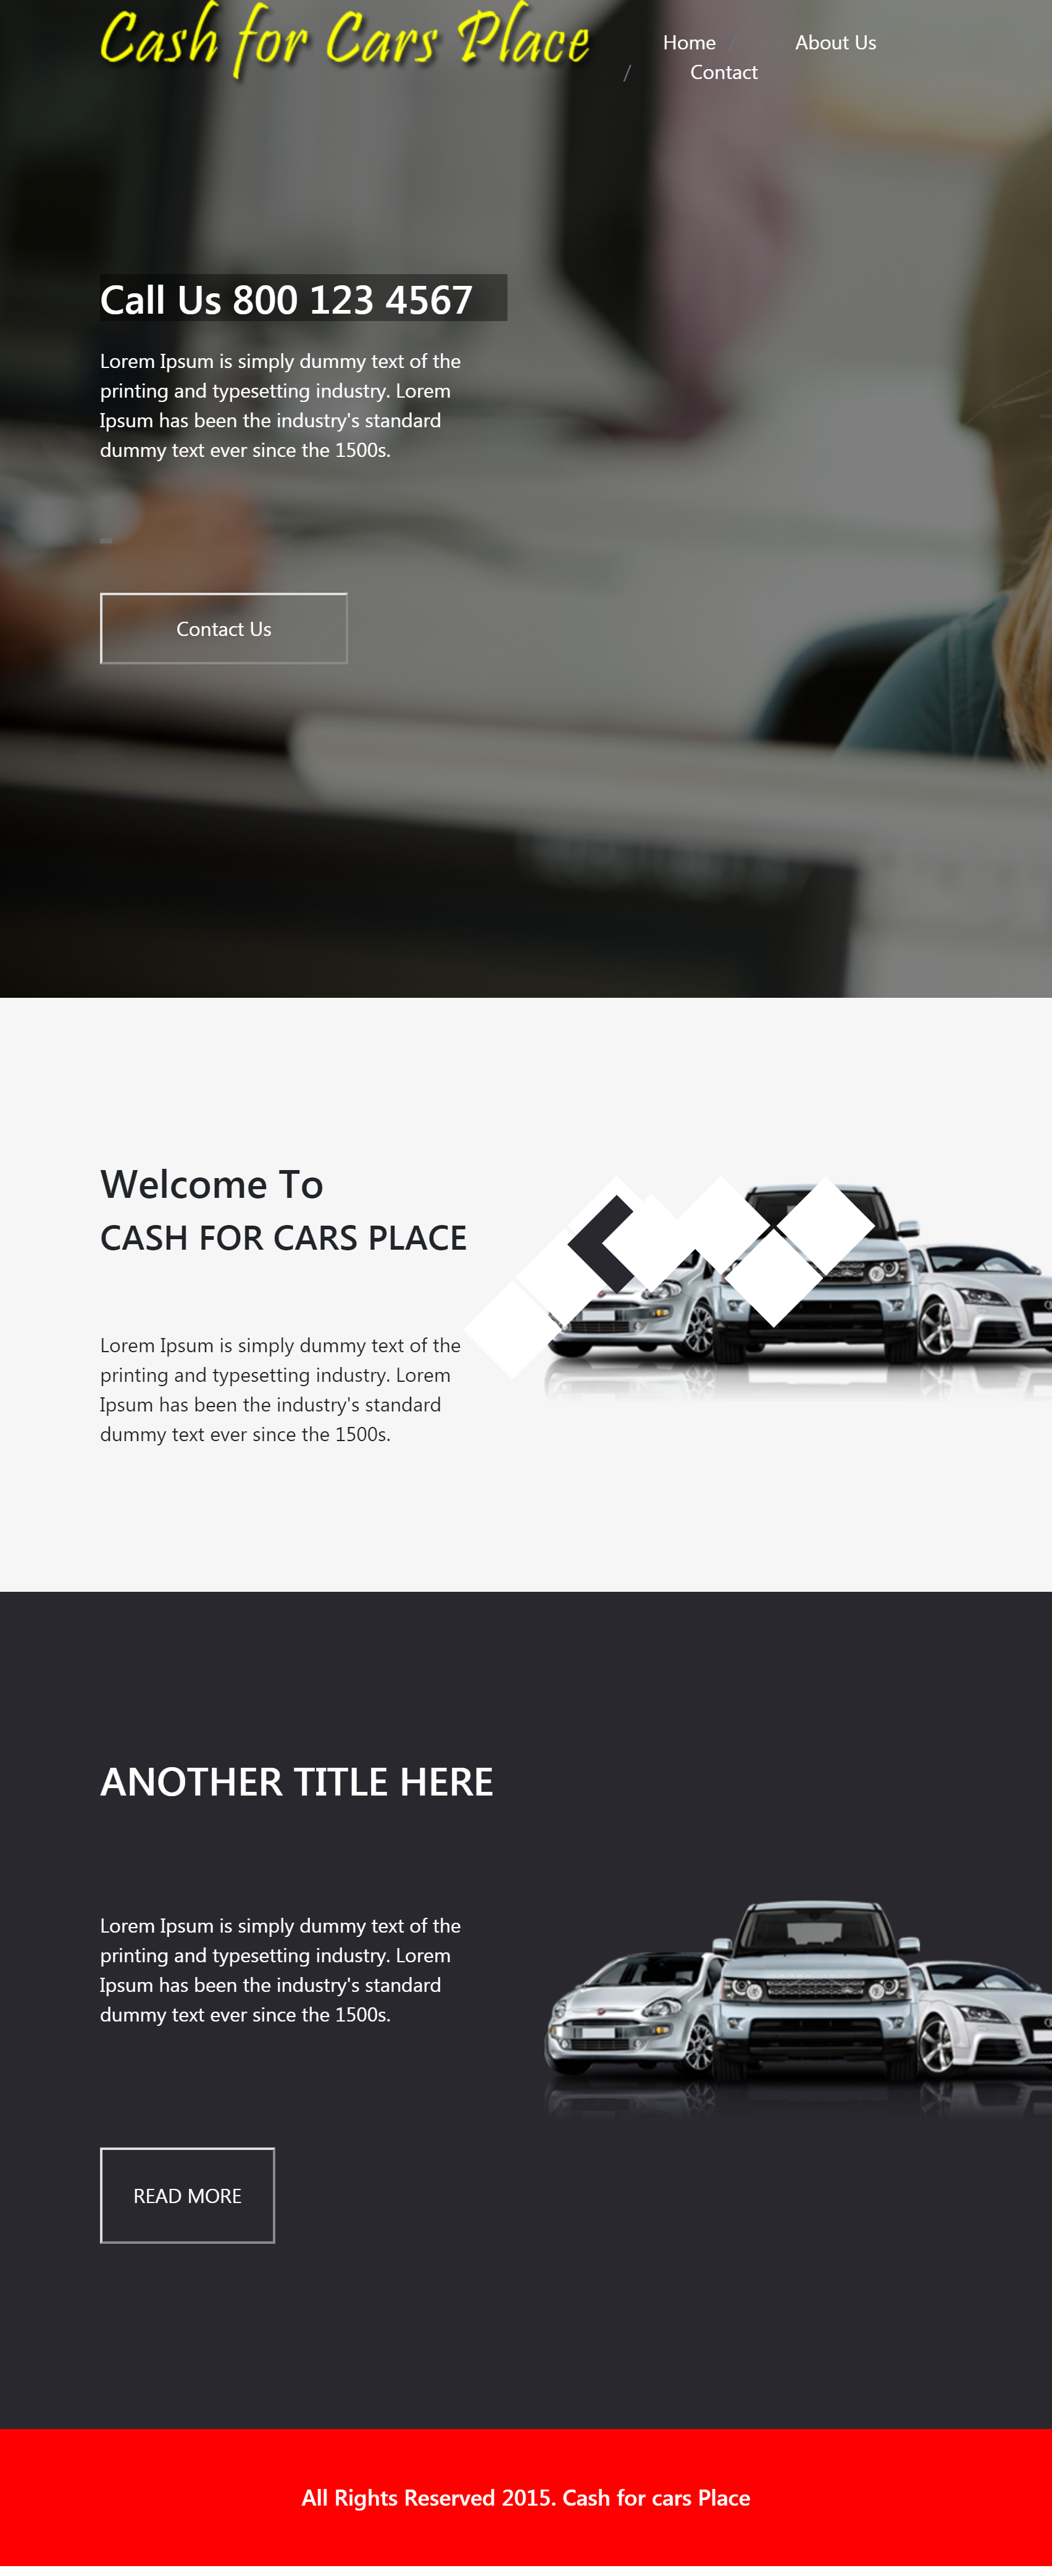 Cash for Cars Place
Home / About Us
/ Contact
Call Us 800 123 4567
Lorem Ipsum is simply dummy text of the
printing and typesetting industry. Lorem
Ipsum has been the industry's standard
dummy text ever since the 1500s.
Contact Us
Welcome To
CASH FOR CARS PLACE
Lorem Ipsum is simply dummy text of the
printing and typesetting industry. Lorem
Ipsum has been the industry's standard
dummy text ever since the 1500s.
ANOTHER TITLE HERE
Lorem Ipsum is simply dummy text of the
printing and typesetting industry. Lorem
Ipsum has been the industry's standard
dummy text ever since the 1500s.
READ MORE
All Rights Reserved 2015. Cash for cars Place